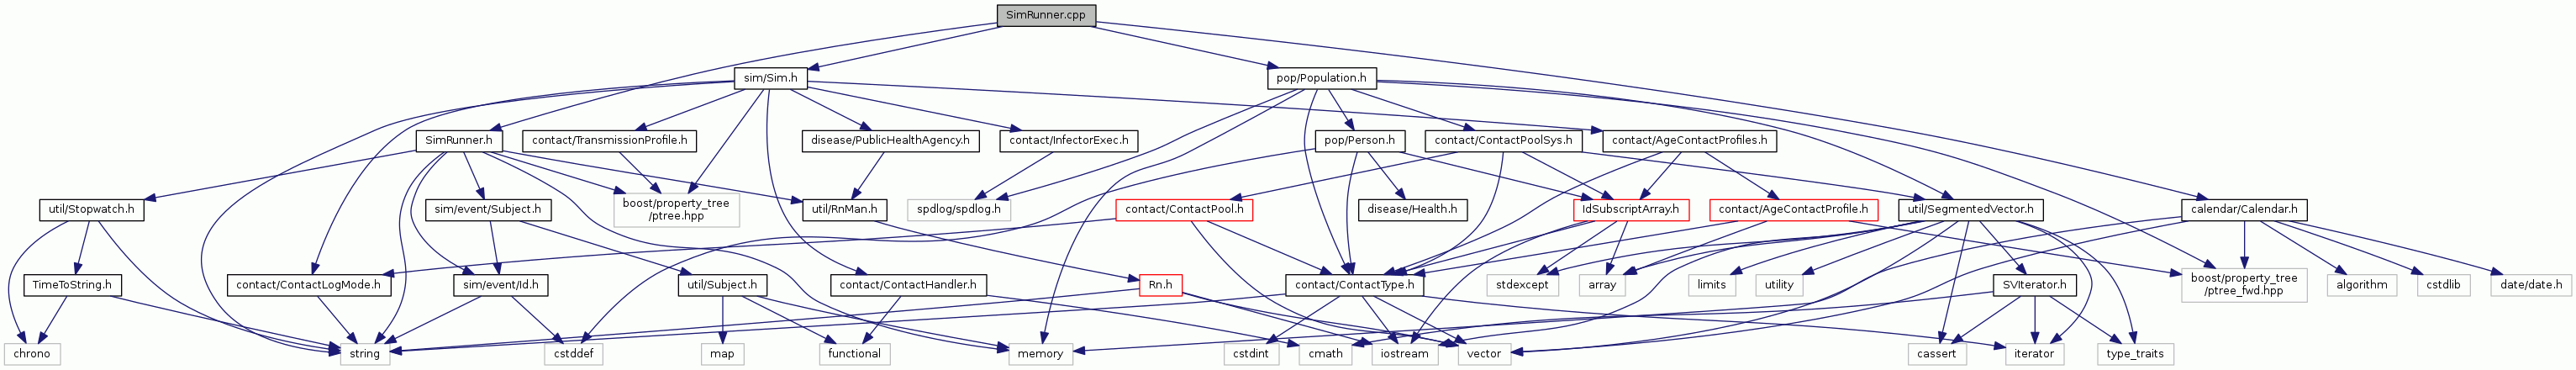 SimRunner.cpp
sim/Sim.h
pop/Population.h
SimRunner.h
contact/TransmissionProfile.h
disease/PublicHealthAgency.h
contact/InfectorExec.h
pop/Person.h
contact/ContactPoolSys.h
contact/AgeContactProfiles.h
util/Stopwatch.h
sim/event/Subject.h
boost/property_tree
/ptree.hpp
util/RnMan.h
spdlog/spdlog.h
contact/ContactPool.h
disease/Health.h
IdSubscriptArray.h
contact/AgeContactProfile.h
util/SegmentedVector.h
calendar/Calendar.h
TimeToString.h
contact/ContactLogMode.h
sim/event/Id.h
util/Subject.h
contact/ContactHandler.h
Rn.h
contact/ContactType.h
stdexcept
array
limits
utility
SVIterator.h
boost/property_tree
/ptree_fwd.hpp
algorithm
cstdlib
date/date.h
chrono
string
cstddef
map
functional
memory
cstdint
cmath
iostream
vector
cassert
iterator
type_traits